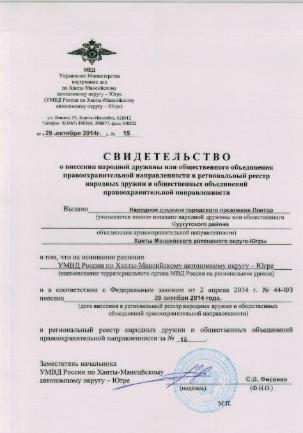 МВД
Управление Министерства
внутренних дел
по Ханты-Мансийскому
автономному округу – Югре
(УМВД России по Ханты-Мансийскому
автономному округу – Югре)
ул. Ленина, 55, Ханты-Мансийск, 628012
от 29 октября 2014г. № 15
СВИДЕТЕЛЬСТВО
о внесении народной дружины или общественного объединения
правоохранительной направленности в региональный реестр
народных дружин и общественных объединений
правоохранительной направленности
Выдано Народной дружине городского поселения Лянтор
(указывается полное название народной дружины или общественного
Сургутского района
объединения правоохранительной направленности)
Ханты-Мансийского автономного округа-Югры
в том, что на основании решения
УМВД России по Ханты-Мансийскому автономному округу – Югре
(наименование территориального органа МВД России на региональном уровне)
и в соответствии с Федеральным законом от 2 апреля 2014 г. № 44-ФЗ
внесена 29 октября 2014 года.
(дата внесения в региональный реестр народных дружин и общественных
объединений правоохранительной направленности)
в региональный реестр народных дружин и общественных объединений
правоохранительной направленности за № 15 .
Заместитель начальника
УМВД России по Ханты-Мансийскому
автономному округу – Югре
(подпись)
С.В. Фисенко
(Ф.И.О.)
М.П.